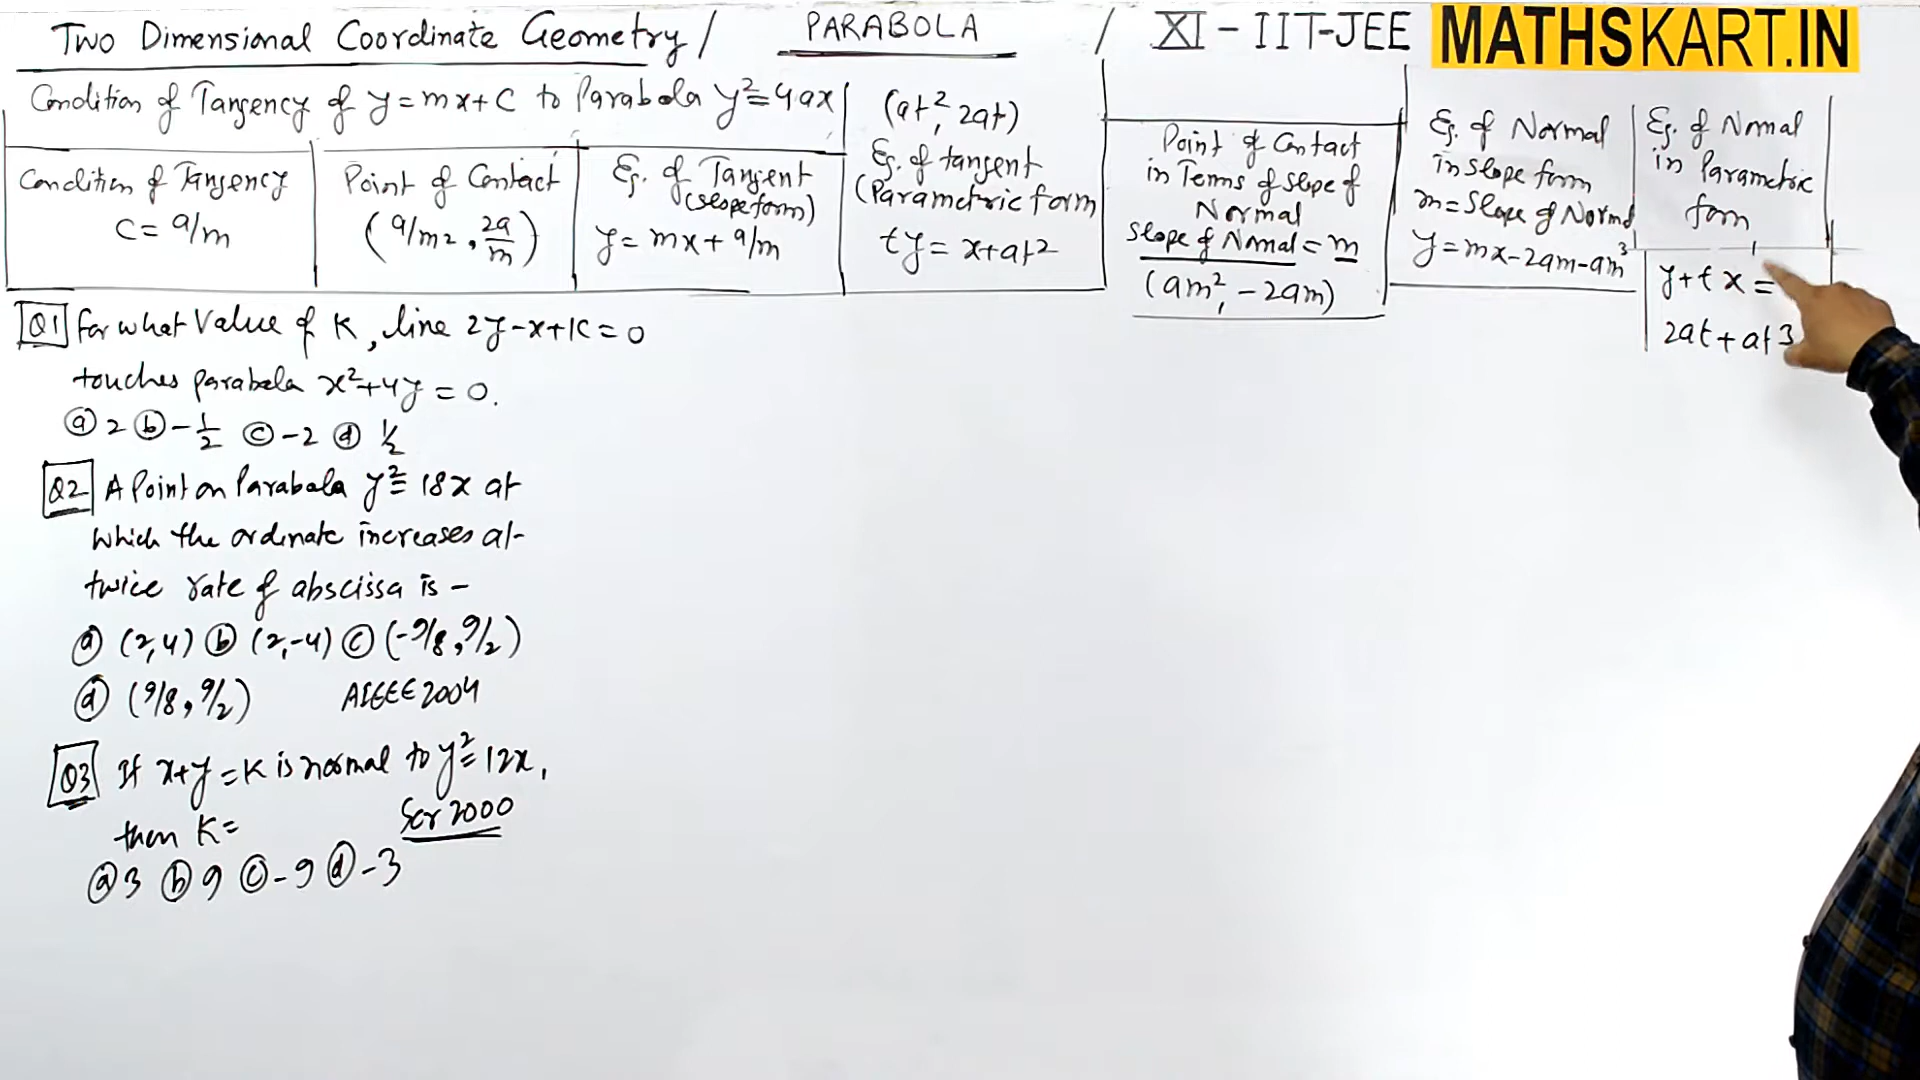 Two Dimensional Coordinate Geometry / PARABOLA / XI - IIT-JEE MATHSKART.IN
Condition of Tangency of y=mx+c to Parabola y²=4ax
Condition of Tangency
c= a/m
Point of Contact
(a/m², 2a/m)
Eq. of Tangent
(slope form)
y=mx+a/m
(at², 2at)
Eq. of tangent
(Parametric form
ty=x+at²
Point of Contact
in Terms of slope of
Normal
slope of Normal = m
(am², -2am)
Eq. of Normal
in slope form
m=slope of Normal
y=mx-2am-am³
Eq. of Normal
in Parametric
form
y+tx=
2at+at3
Q1 for what value of K, line 2y-x+K=0
touches parabola x²+4y=0.
ⓐ 2 ⓑ -1/2 ⓒ -2 ⓓ 1/2
Q2 A Point on Parabola y²=18x at
which the ordinate increases at
twice rate of abscissa is -
ⓐ (2,4) ⓑ (2,-4) ⓒ (-9/8, 9/2)
ⓓ (9/8, 9/2) AIEEE 2004
Q3 If x+y=K is normal to y²=12x,
then K= Scr 2000
ⓐ 3 ⓑ 9 ⓒ -9 ⓓ -3